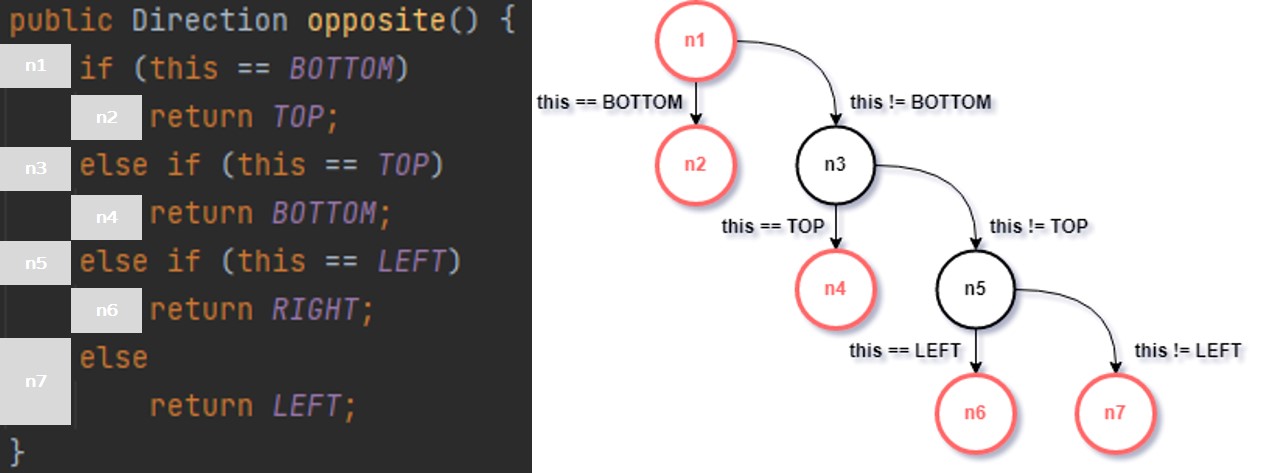 public Direction opposite() {
n1 if (this == BOTTOM)
n2 return TOP;
n3 else if (this == TOP)
n4 return BOTTOM;
n5 else if (this == LEFT)
n6 return RIGHT;
else
n7
return LEFT;
}
n1
this == BOTTOM
this != BOTTOM
n2
n3
this == TOP
this != TOP
n4
n5
this == LEFT
this != LEFT
n6
n7